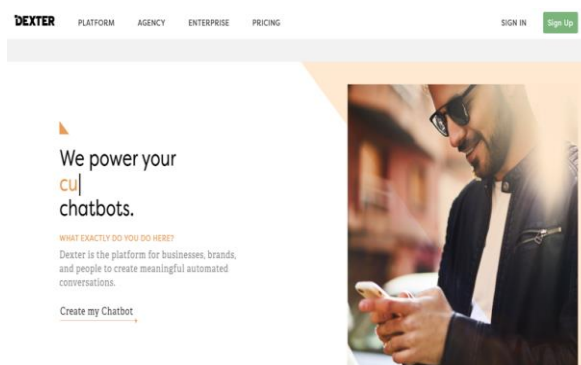 DEXTER PLATFORM AGENCY ENTERPRISE PRICING SIGN IN Sign Up
We power your
cu
chatbots.
WHAT EXACTLY DO YOU DO HERE?
Dexter is the platform for businesses, brands,
and people to create meaningful automated
conversations.
Create my Chatbot